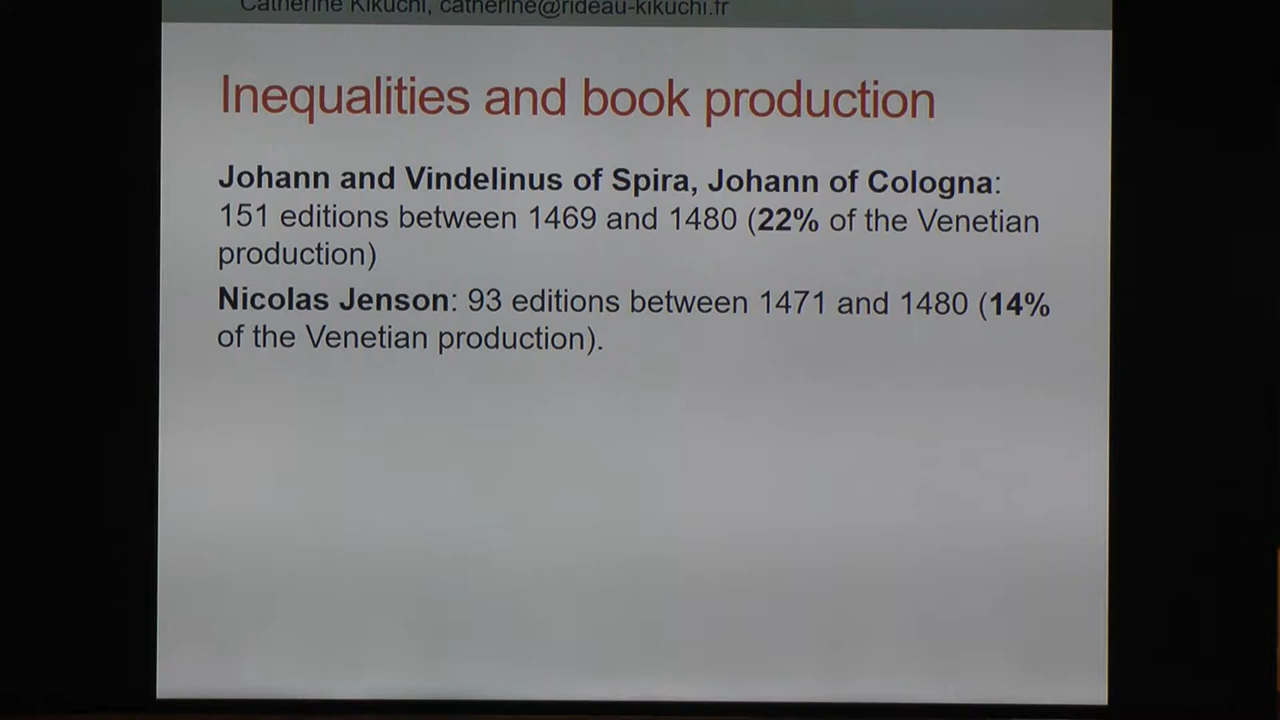 Catherine Kikuchi, catherine@rideau-kikuchi.fr
Inequalities and book production
Johann and Vindelinus of Spira, Johann of Cologna:
151 editions between 1469 and 1480 (22% of the Venetian
production)
Nicolas Jenson: 93 editions between 1471 and 1480 (14%
of the Venetian production).